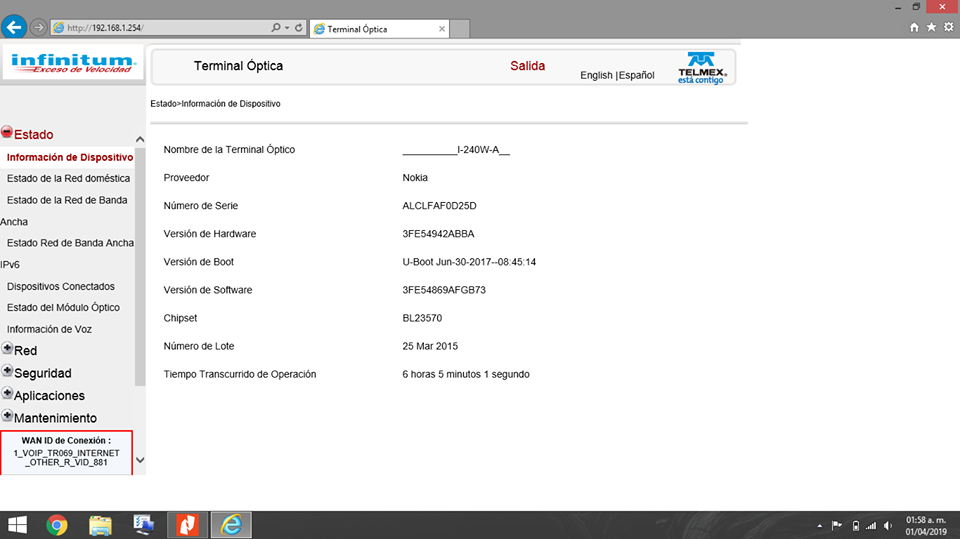 http://192.168.1.254/
Terminal Óptica
infinitum
Exceso de Velocidad
Terminal Óptica
Salida
English |Español
TELMEX
está contigo
Estado>Información de Dispositivo
Estado
Información de Dispositivo
Estado de la Red doméstica
Estado de la Red de Banda
Ancha
Estado Red de Banda Ancha
IPv6
Dispositivos Conectados
Estado del Módulo Óptico
Información de Voz
Red
Seguridad
Aplicaciones
Mantenimiento
WAN ID de Conexión :
1_VOIP_TR069_INTERNET
_OTHER_R_VID_881
Nombre de la Terminal Óptico __________I-240W-A__
Proveedor Nokia
Número de Serie ALCLFAF0D25D
Versión de Hardware 3FE54942ABBA
Versión de Boot U-Boot Jun-30-2017--08:45:14
Versión de Software 3FE54869AFGB73
Chipset BL23570
Número de Lote 25 Mar 2015
Tiempo Transcurrido de Operación 6 horas 5 minutos 1 segundo
01:58 a. m.
01/04/2019